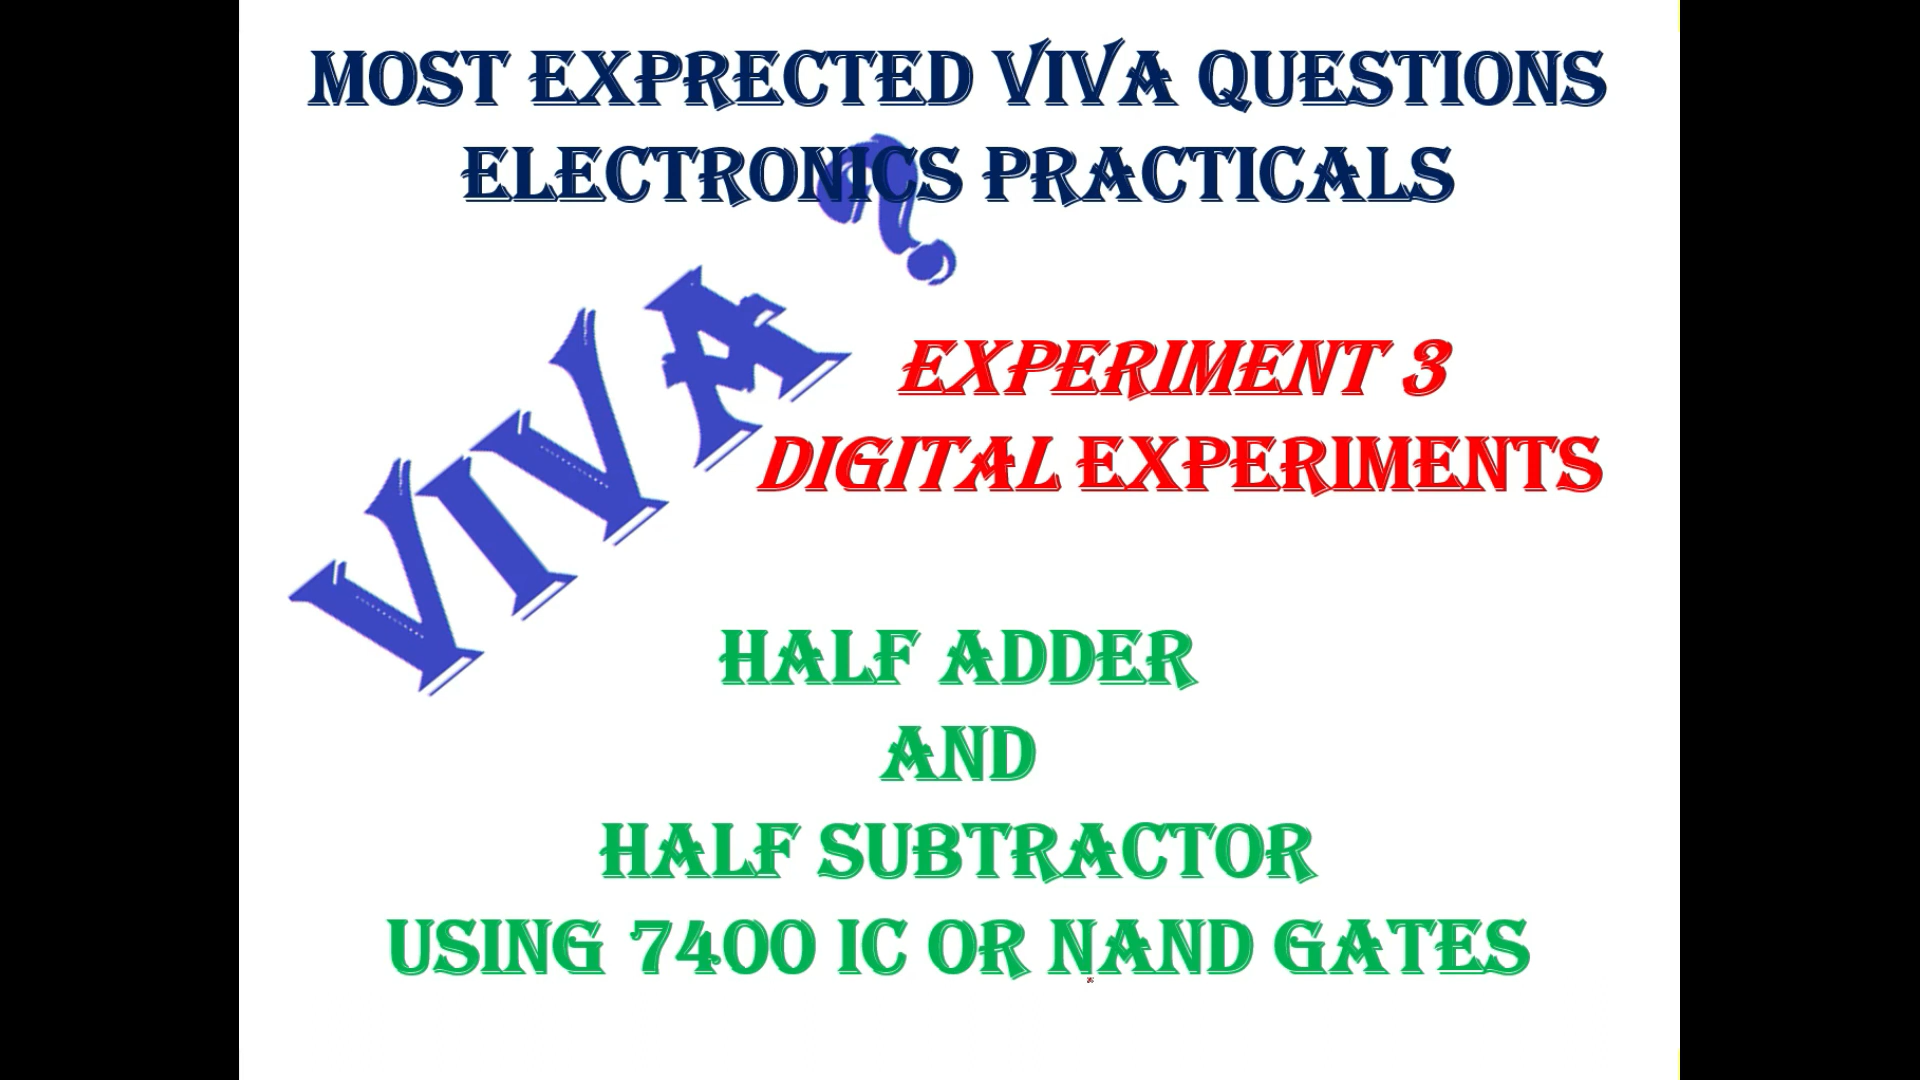 MOST EXPRECTED VIVA QUESTIONS
ELECTRONICS PRACTICALS
VIVA ?
EXPERIMENT 3
DIGITAL EXPERIMENTS
HALF ADDER
AND
HALF SUBTRACTOR
USING 7400 IC OR NAND GATES